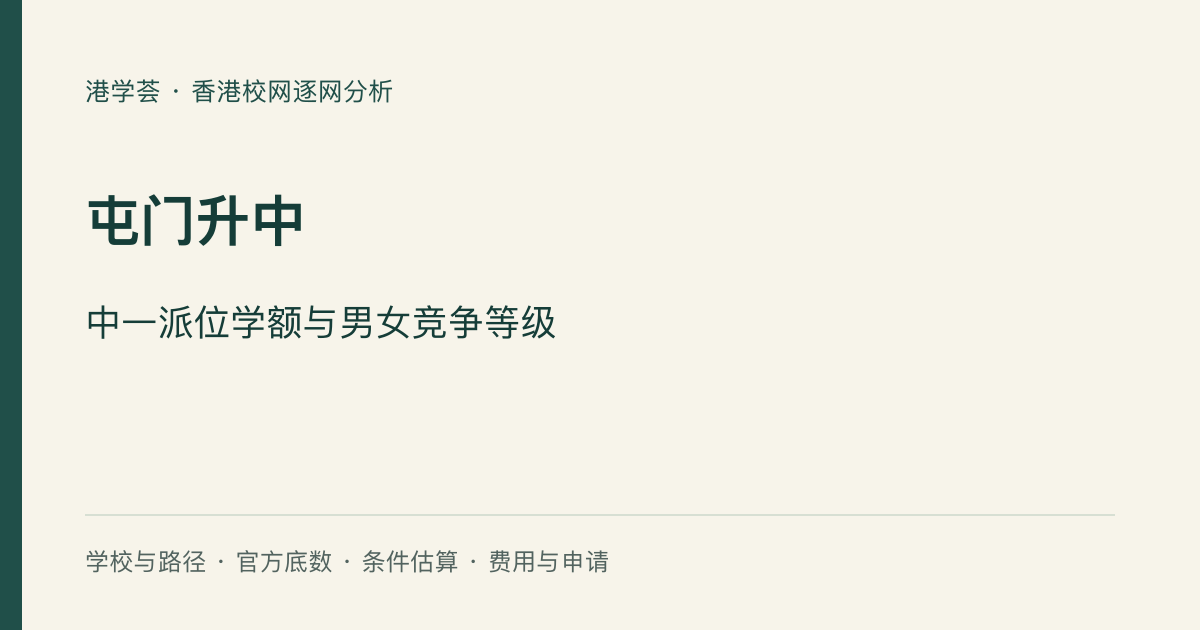 港学荟 · 香港校网逐网分析
屯门升中
中一派位学额与男女竞争等级
学校与路径 · 官方底数 · 条件估算 · 费用与申请